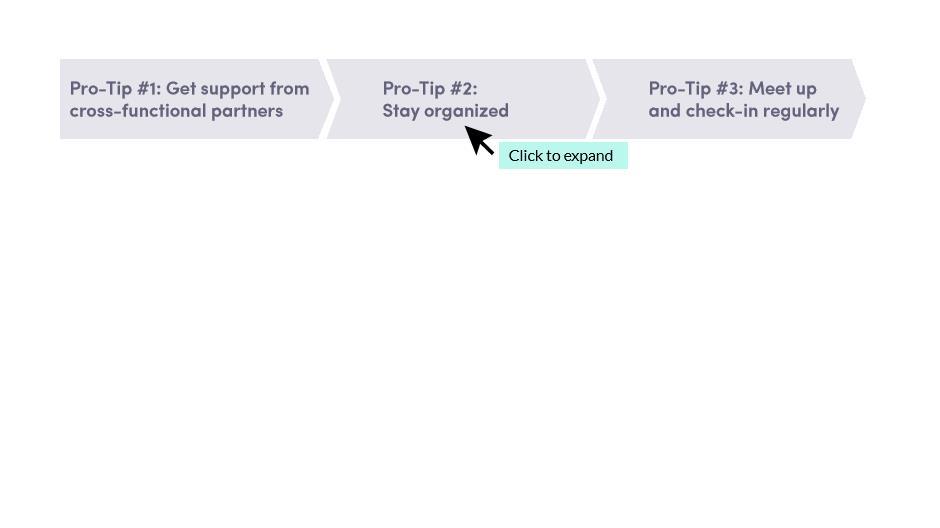 Pro-Tip #1: Get support from
cross-functional partners
Pro-Tip #2:
Stay organized
Pro-Tip #3: Meet up
and check-in regularly
Click to expand